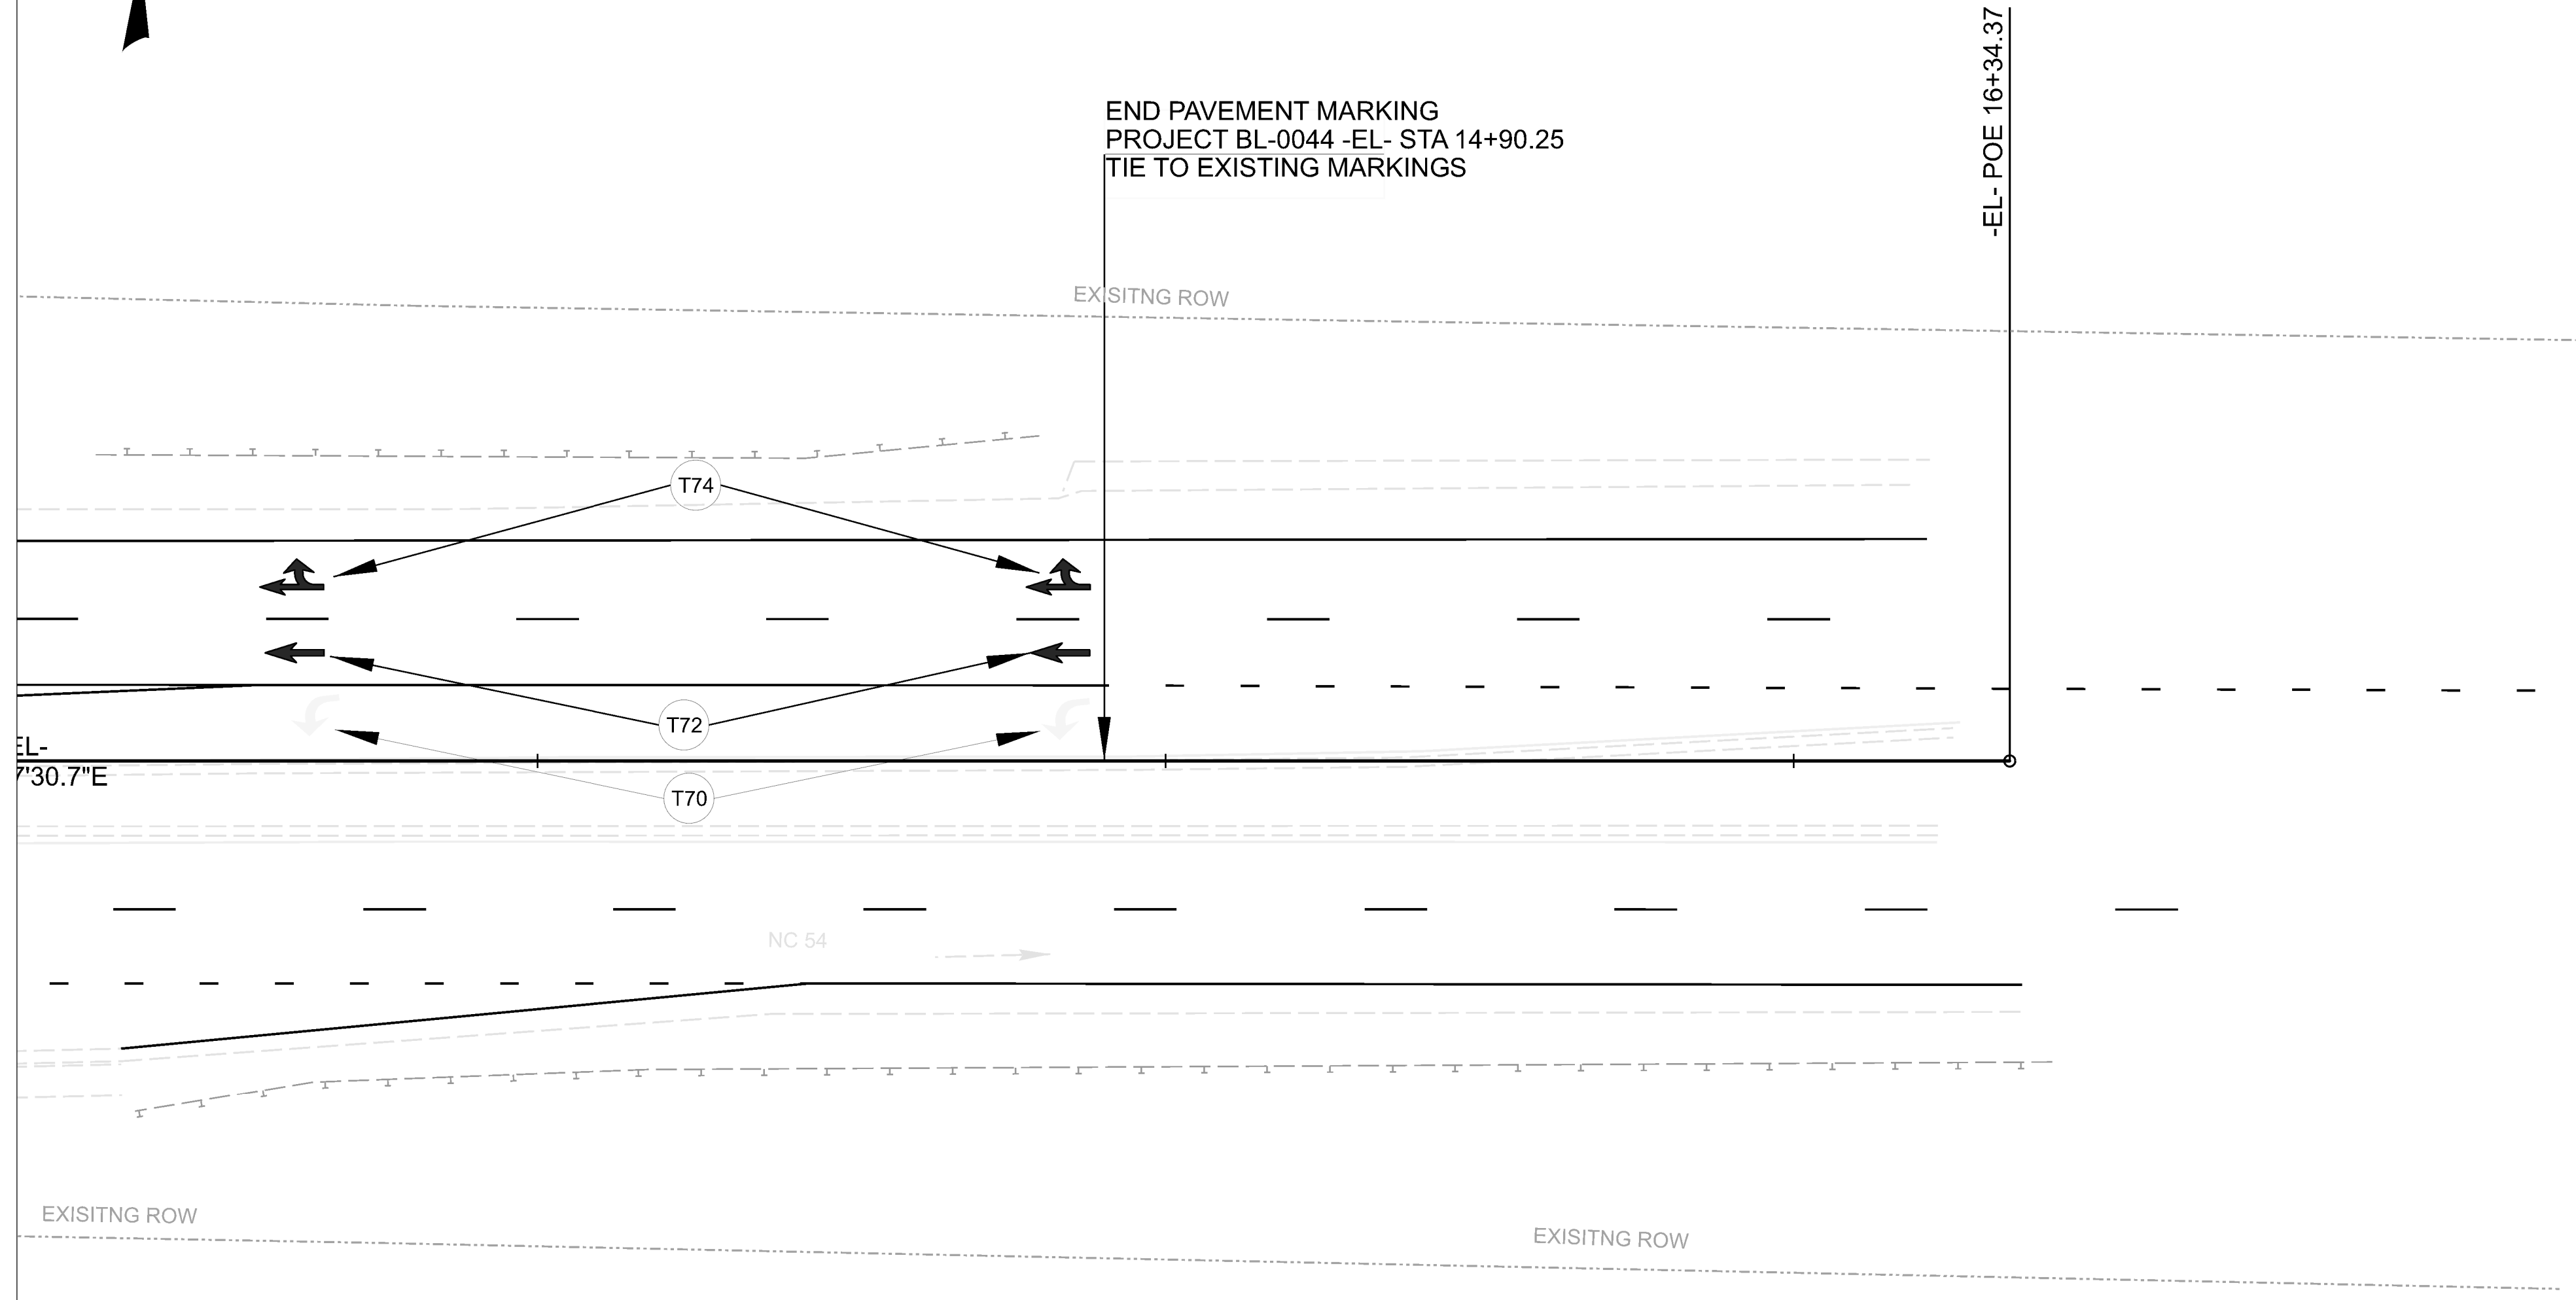 -EL- POE 16+34.37
END PAVEMENT MARKING
PROJECT BL-0044 -EL- STA 14+90.25
TIE TO EXISTING MARKINGS
EXISITNG ROW
T74
T72
EL-
7'30.7"E
T70
NC 54
EXISITNG ROW
EXISITNG ROW